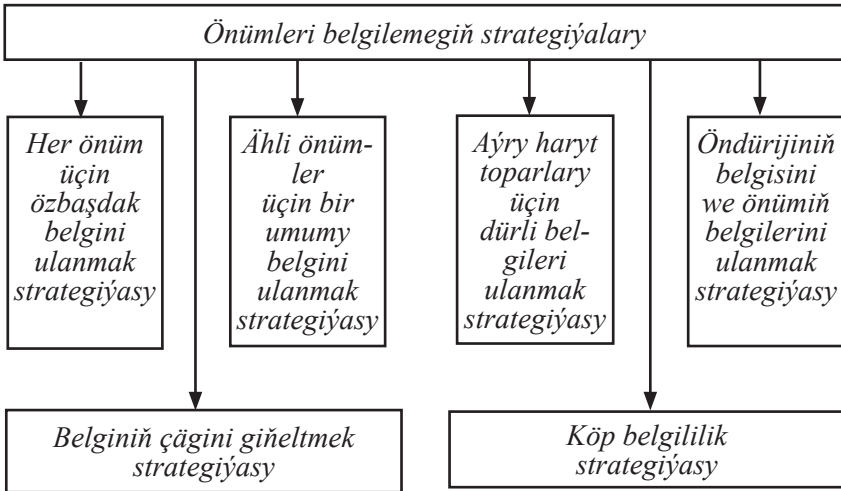 Önümleri belgilemegiň strategiýalary
Her önüm
üçin
özbaşdak
belgini
ulanmak
strategiýasy
Ähli önüm-
ler
üçin bir
umumy
belgini
ulanmak
strategiýasy
Aýry haryt
toparlary
üçin
dürli bel-
gileri
ulanmak
strategiýasy
Öndürijiniň
belgisini
we önümiň
belgilerini
ulanmak
strategiýasy
Belginiň çägini giňeltmek
strategiýasy
Köp belgililik
strategiýasy